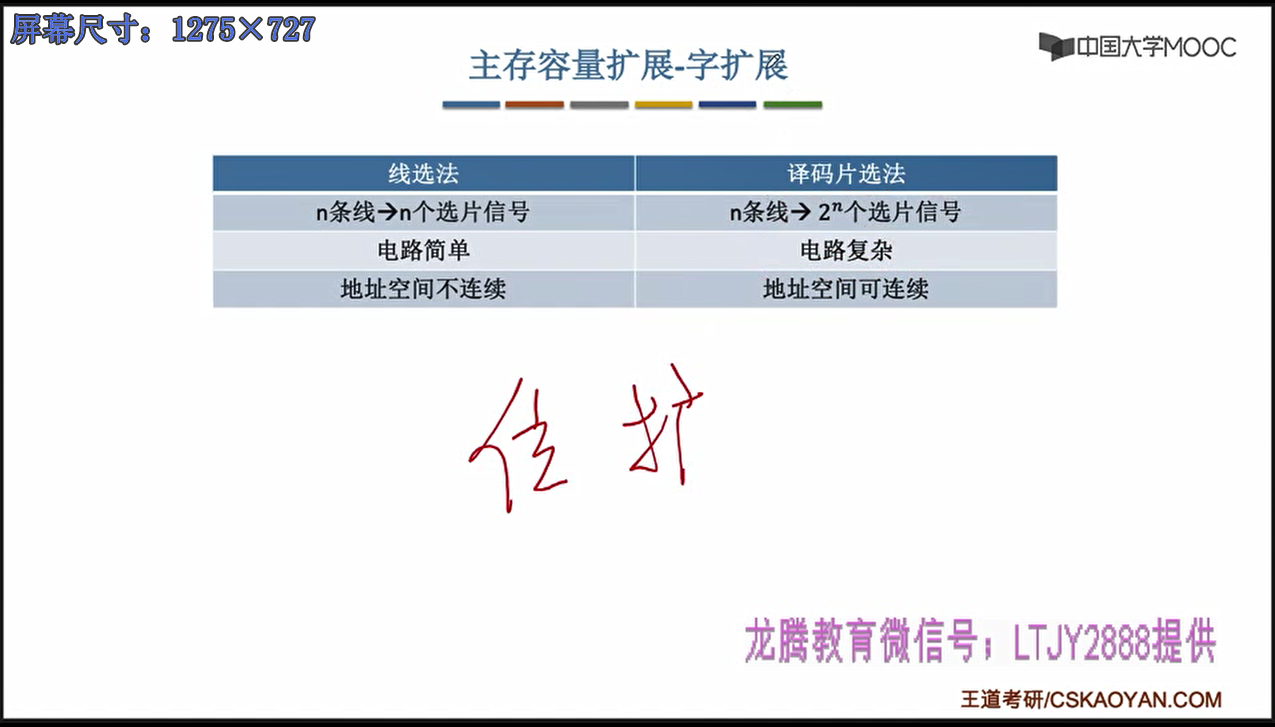 屏幕尺寸：1275×727
中国大学MOOC
主存容量扩展-字扩展
线选法 译码片选法
n条线→n个选片信号 n条线→ 2ⁿ个选片信号
电路简单 电路复杂
地址空间不连续 地址空间可连续
位 扩
龙腾教育微信号：LTJY2888提供
王道考研/CSKAOYAN.COM